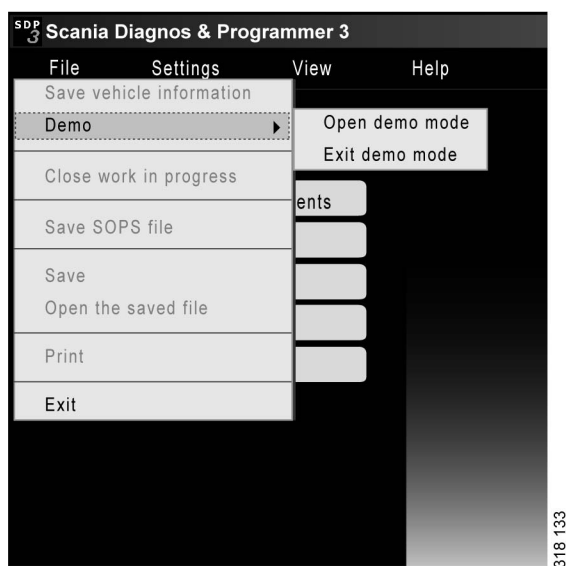 SDP 3 Scania Diagnos & Programmer 3
File Settings View Help
Save vehicle information
Demo
Open demo mode
Exit demo mode
Close work in progress
ents
Save SOPS file
Save
Open the saved file
Print
Exit
318 133